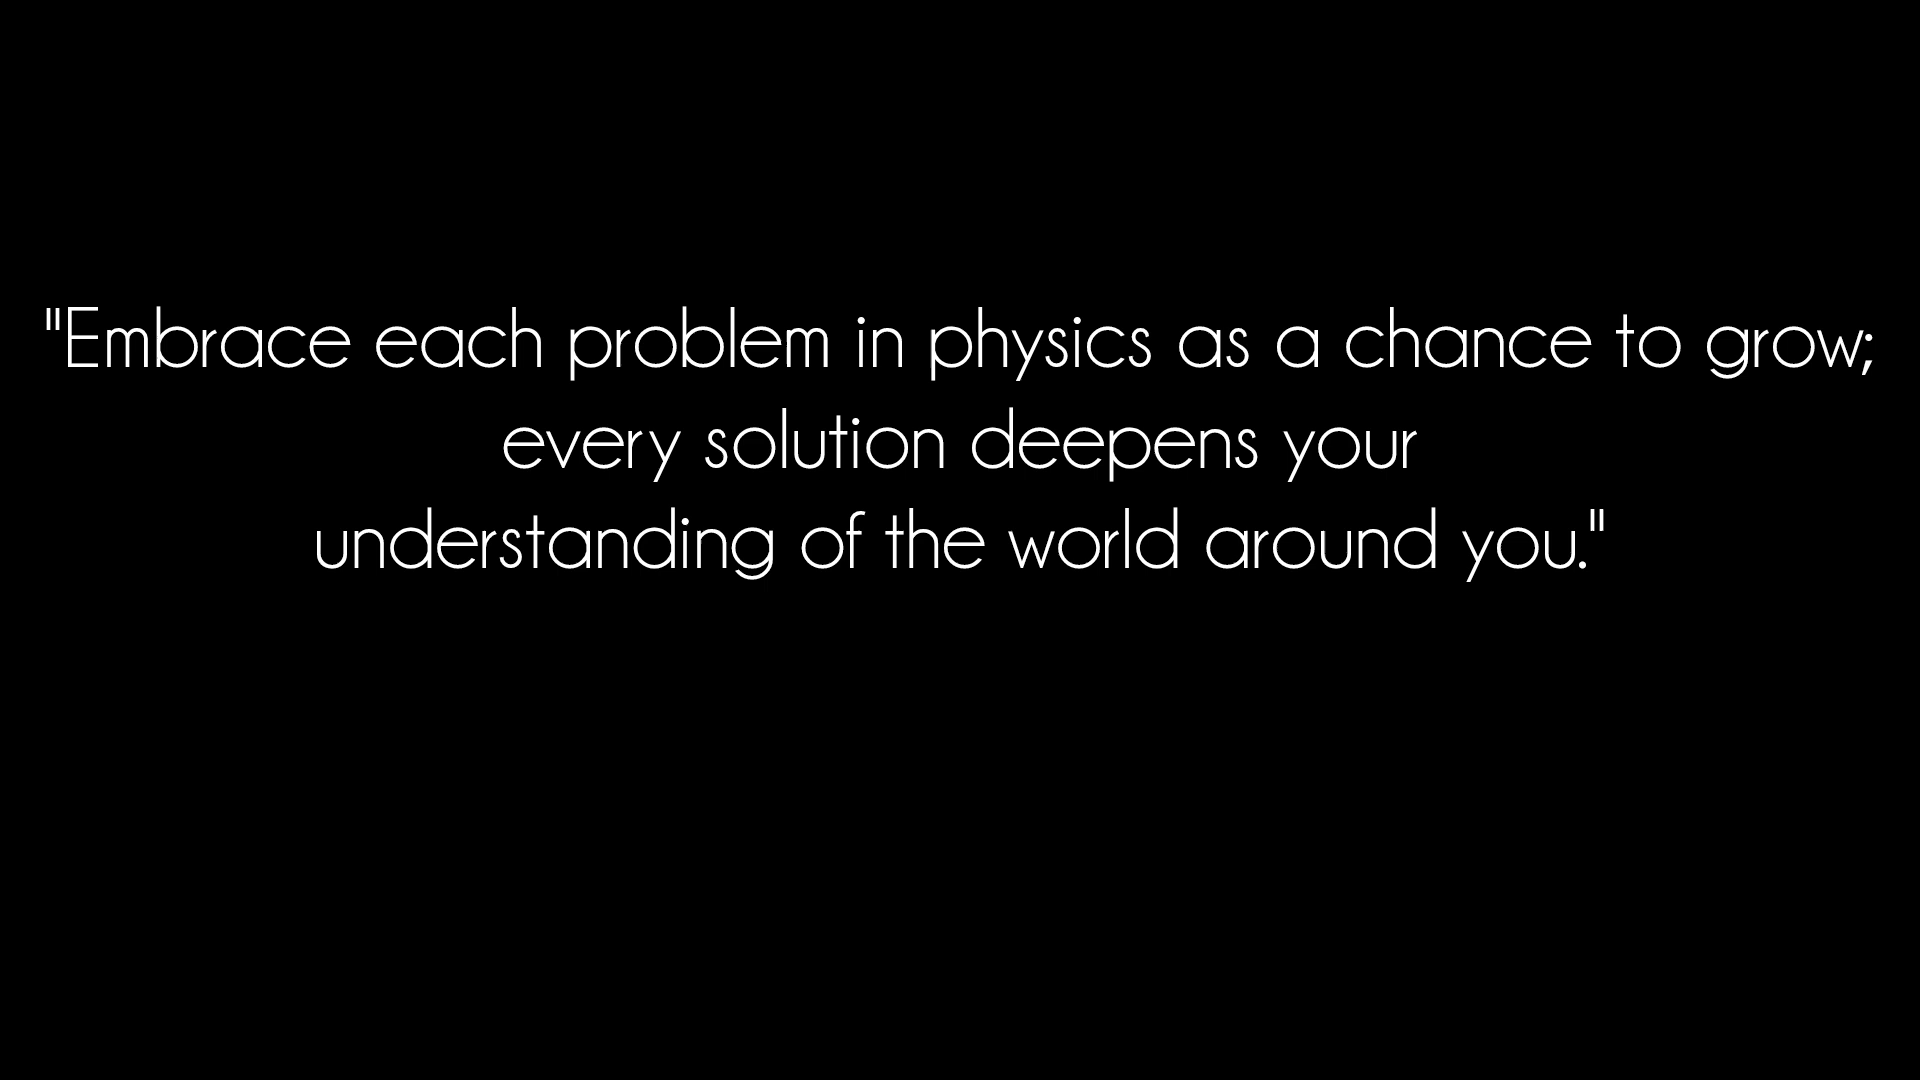 "Embrace each problem in physics as a chance to grow;
every solution deepens your
understanding of the world around you."